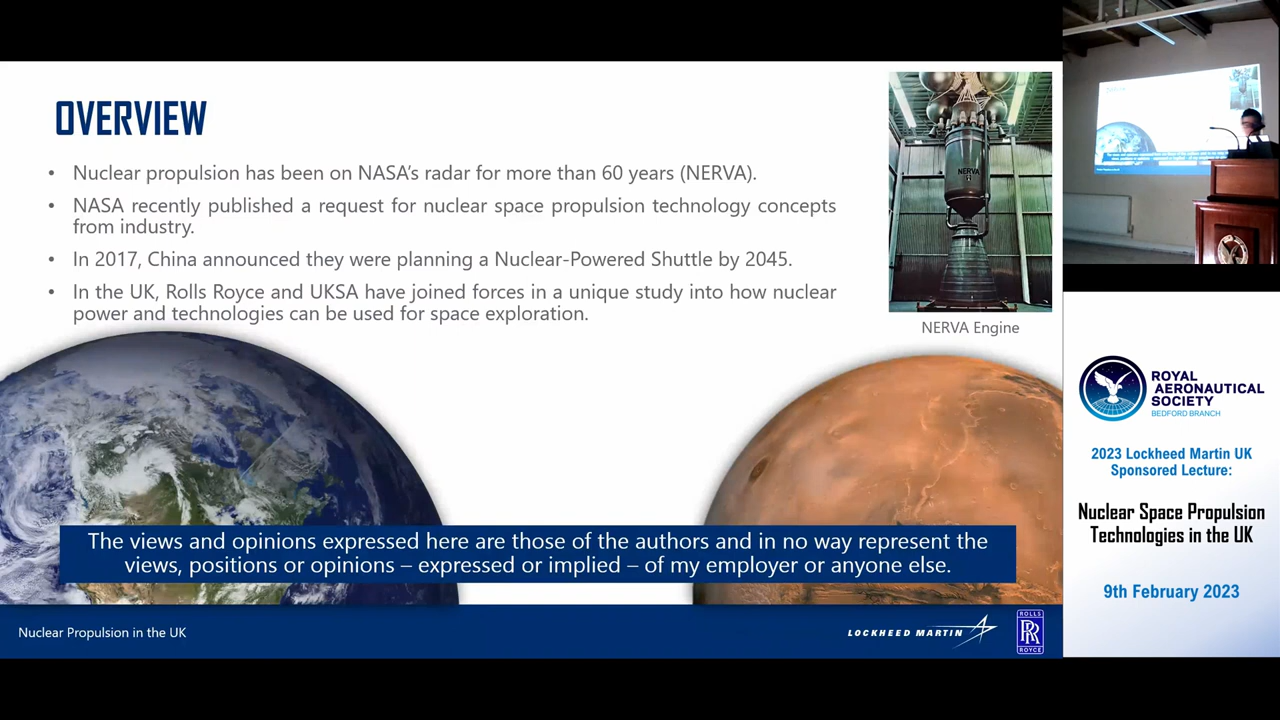 OVERVIEW
• Nuclear propulsion has been on NASA's radar for more than 60 years (NERVA).
• NASA recently published a request for nuclear space propulsion technology concepts
from industry.
• In 2017, China announced they were planning a Nuclear-Powered Shuttle by 2045.
• In the UK, Rolls Royce and UKSA have joined forces in a unique study into how nuclear
power and technologies can be used for space exploration.
NERVA
NERVA Engine
The views and opinions expressed here are those of the authors and in no way represent the
views, positions or opinions – expressed or implied – of my employer or anyone else.
Nuclear Propulsion in the UK
LOCKHEED MARTIN
ROLLS
RR
ROYCE
ROYAL
AERONAUTICAL
SOCIETY
BEDFORD BRANCH
2023 Lockheed Martin UK
Sponsored Lecture:
Nuclear Space Propulsion
Technologies in the UK
9th February 2023